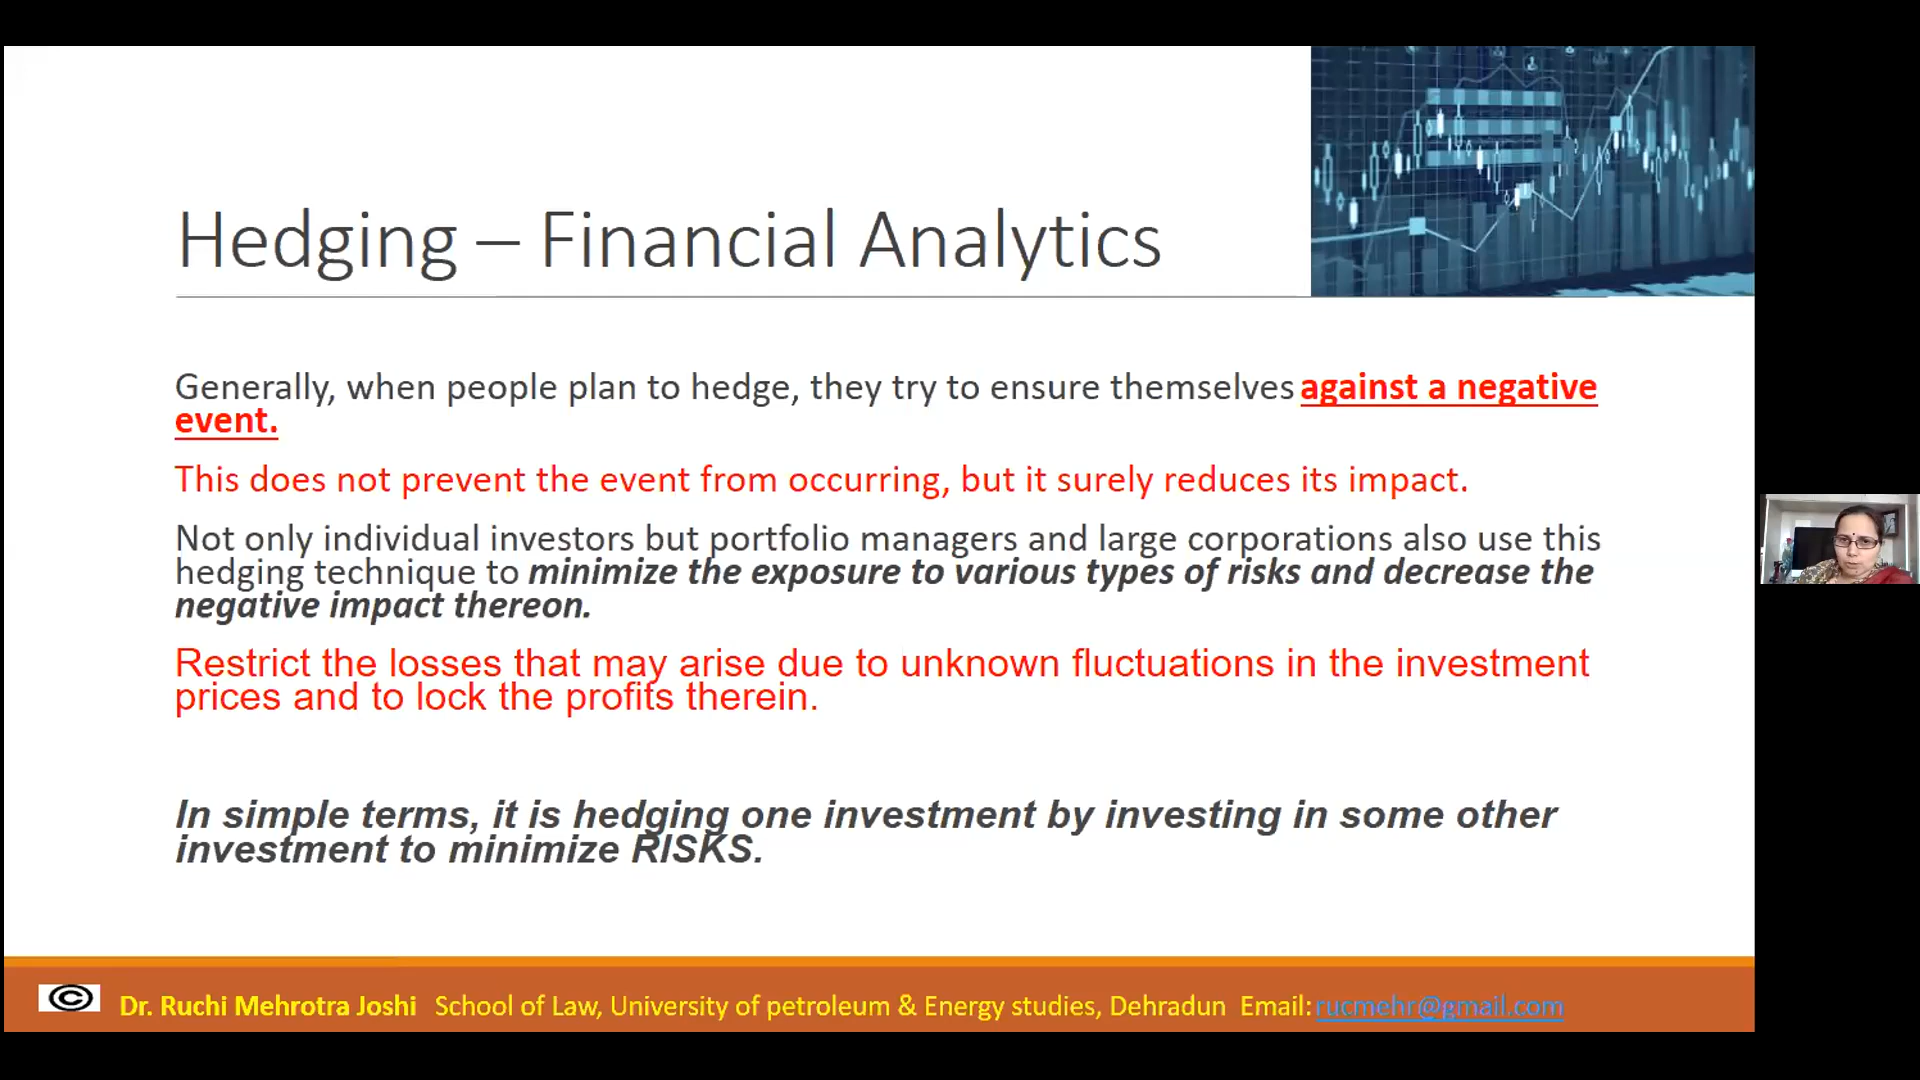 Hedging – Financial Analytics
Generally, when people plan to hedge, they try to ensure themselves against a negative
event.
This does not prevent the event from occurring, but it surely reduces its impact.
Not only individual investors but portfolio managers and large corporations also use this
hedging technique to minimize the exposure to various types of risks and decrease the
negative impact thereon.
Restrict the losses that may arise due to unknown fluctuations in the investment
prices and to lock the profits therein.
In simple terms, it is hedging one investment by investing in some other
investment to minimize RISKS.
© Dr. Ruchi Mehrotra Joshi School of Law, University of petroleum & Energy studies, Dehradun Email: rucmehr@gmail.com